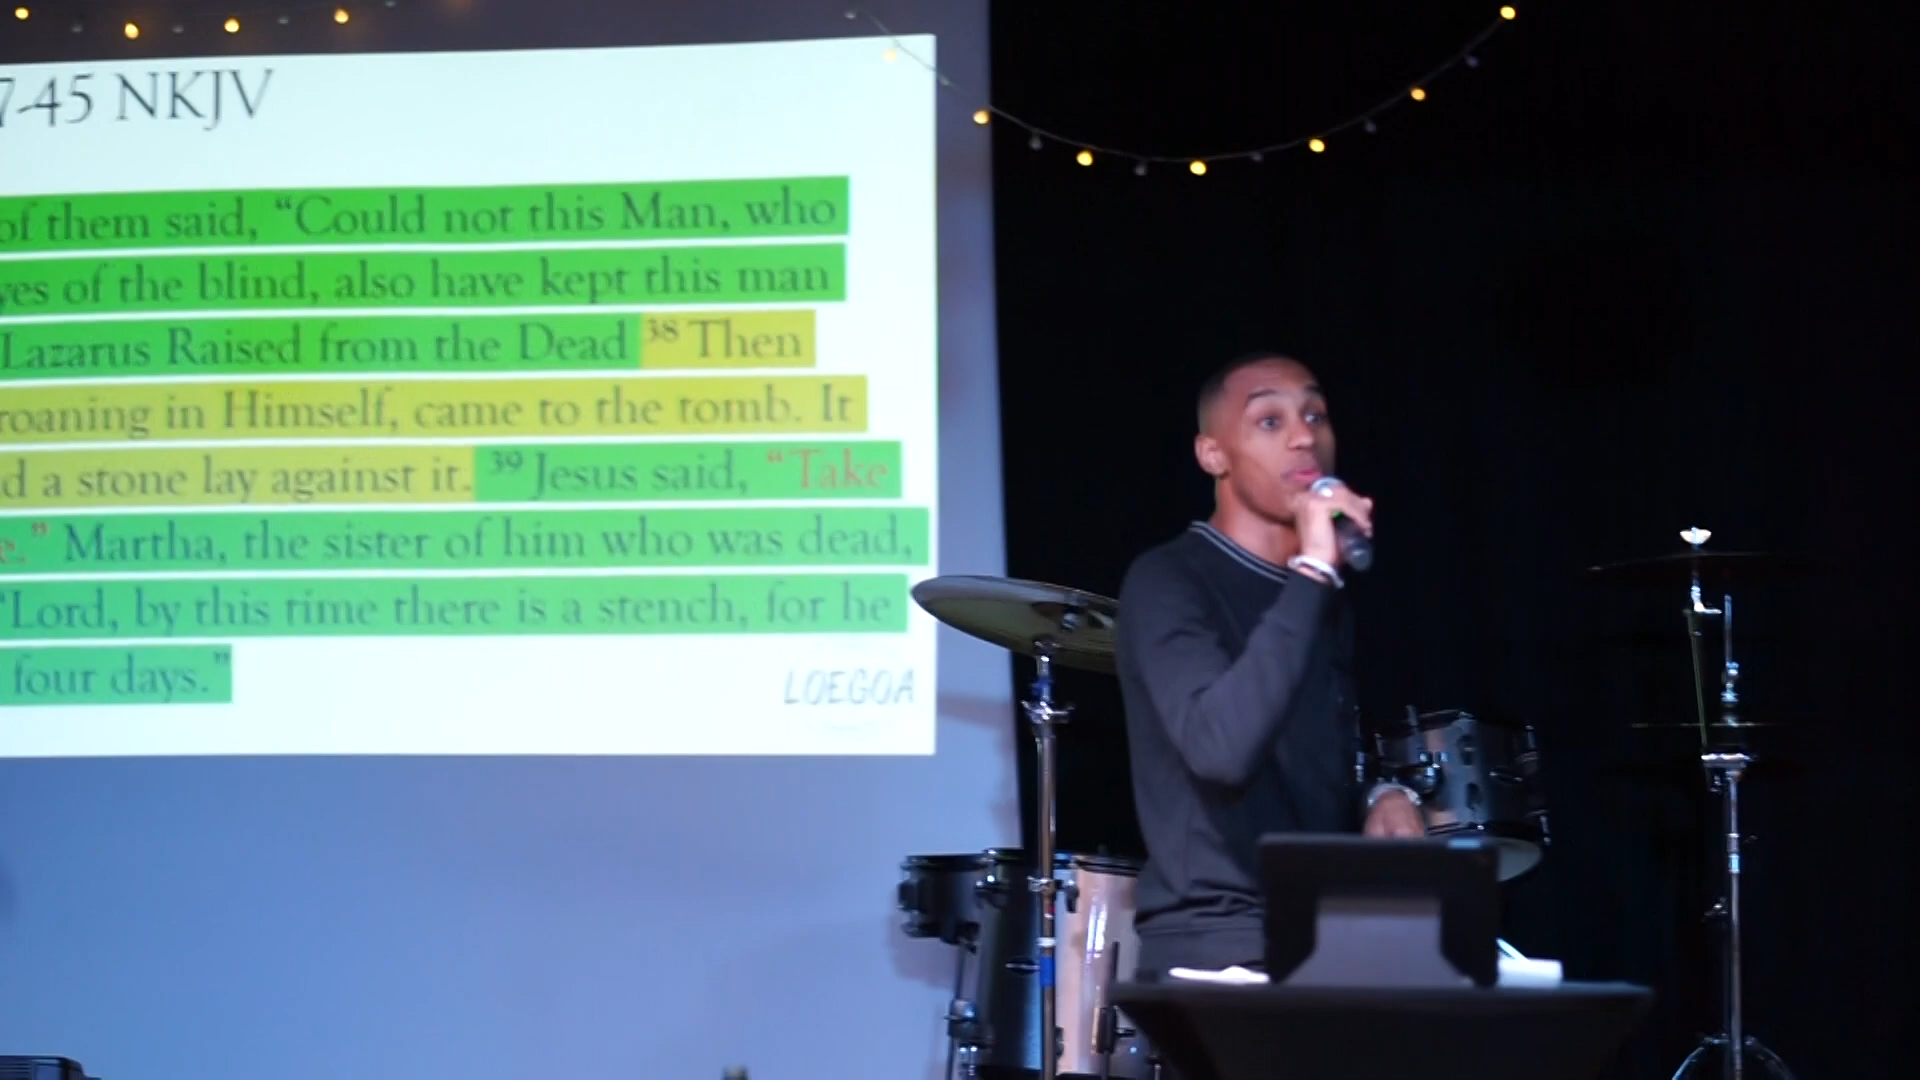 7-45 NKJV
of them said, “Could not this Man, who
yes of the blind, also have kept this man
Lazarus Raised from the Dead 38 Then
roaning in Himself, came to the tomb. It
d a stone lay against it. 39 Jesus said, “Take
e.” Martha, the sister of him who was dead,
“Lord, by this time there is a stench, for he
four days.”
LOEGOA